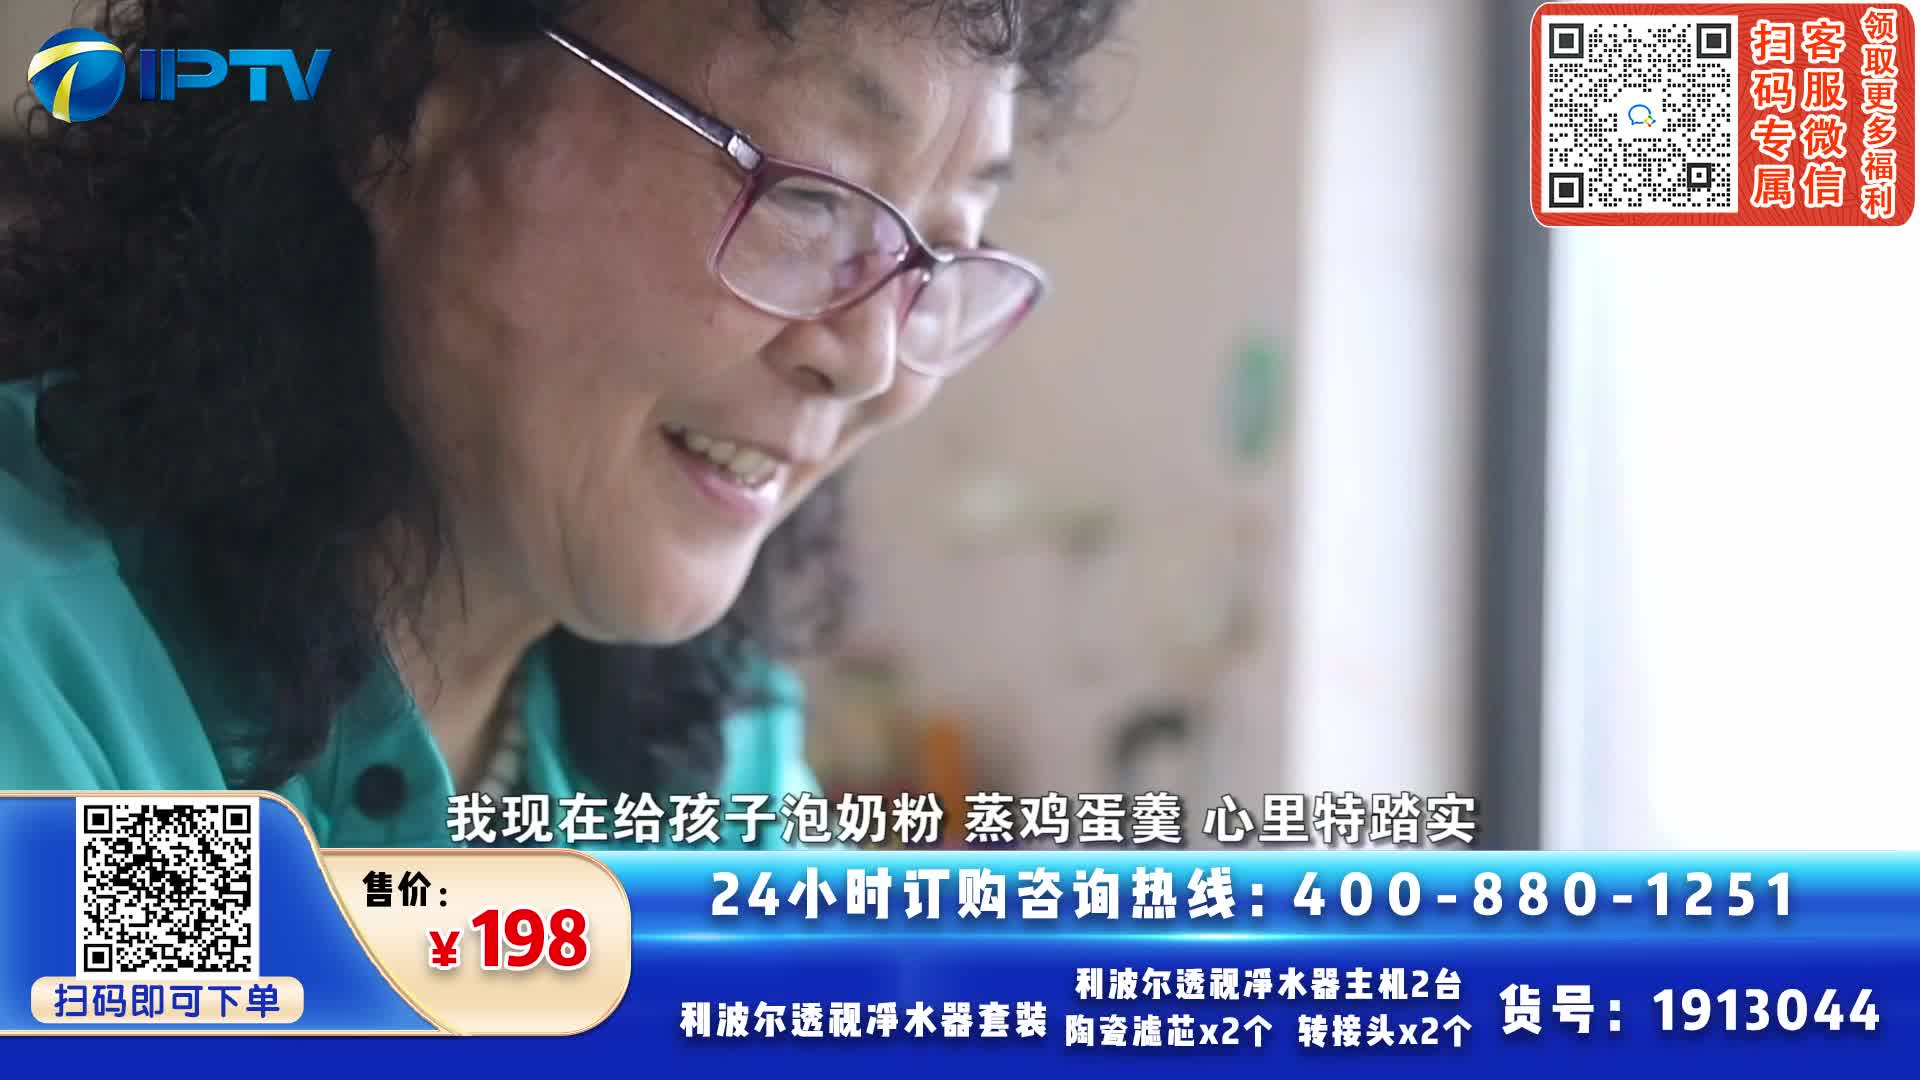 IPTV
扫码专属
客服微信
领取更多福利
我现在给孩子泡奶粉 蒸鸡蛋羹 心里特踏实
售价：
¥198
扫码即可下单
24小时订购咨询热线：400-880-1251
利波尔透视净水器套装
利波尔透视净水器主机2台
陶瓷滤芯x2个 转接头x2个
货号：1913044